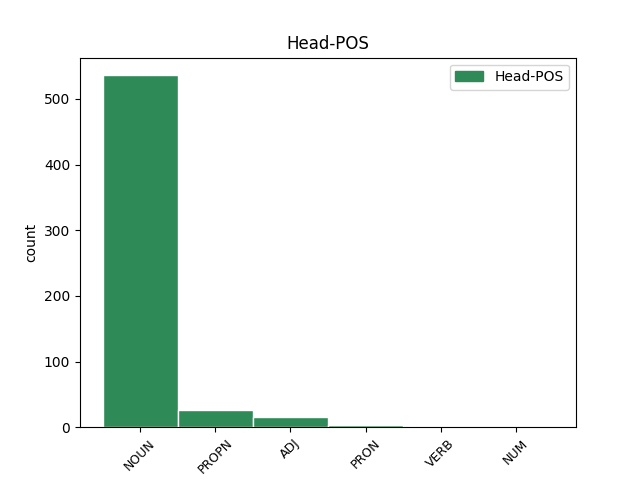 Head-POS
Head-POS
500
400
300
200
100
0
count
NOUN
PROPN
ADJ
PRON
VERB
NUM